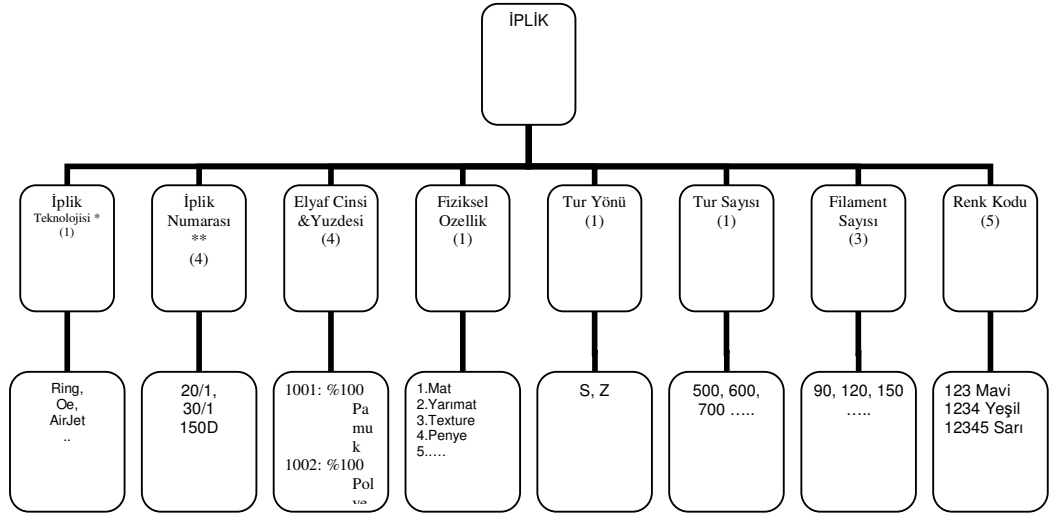 İPLİK
İplik
Teknolojisi *
(1)
İplik
Numarası
**
(4)
Elyaf Cinsi
&Yuzdesi
(4)
Fiziksel
Ozellik
(1)
Tur Yönü
(1)
Tur Sayısı
(1)
Filament
Sayısı
(3)
Renk Kodu
(5)
Ring,
Oe,
AirJet
..
20/1,
30/1
150D
1001: %100
Pa
mu
k
1002: %100
Pol
ye
1.Mat
2.Yarımat
3.Texture
4.Penye
5.….
S, Z
500, 600,
700 …..
90, 120, 150
…..
123 Mavi
1234 Yeşil
12345 Sarı